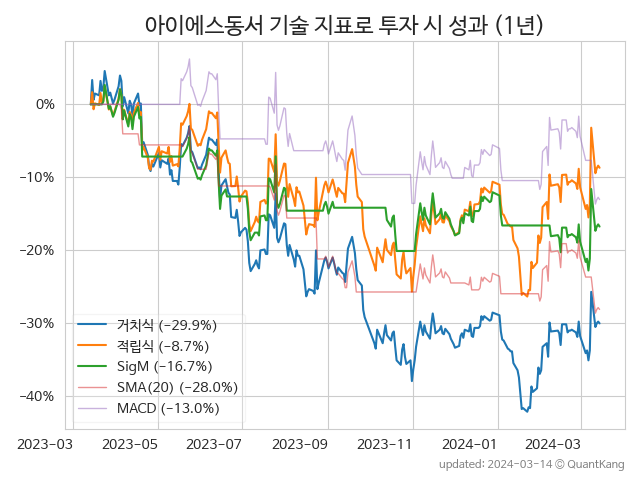 아이에스동서 기술 지표로 투자 시 성과 (1년)
0%
−10%
−20%
−30%
−40%
거치식 (−29.9%)
적립식 (−8.7%)
SigM (−16.7%)
SMA(20) (−28.0%)
MACD (−13.0%)
2023−03 2023−05 2023−07 2023−09 2023−11 2024−01 2024−03
updated: 2024−03−14 © QuantKang